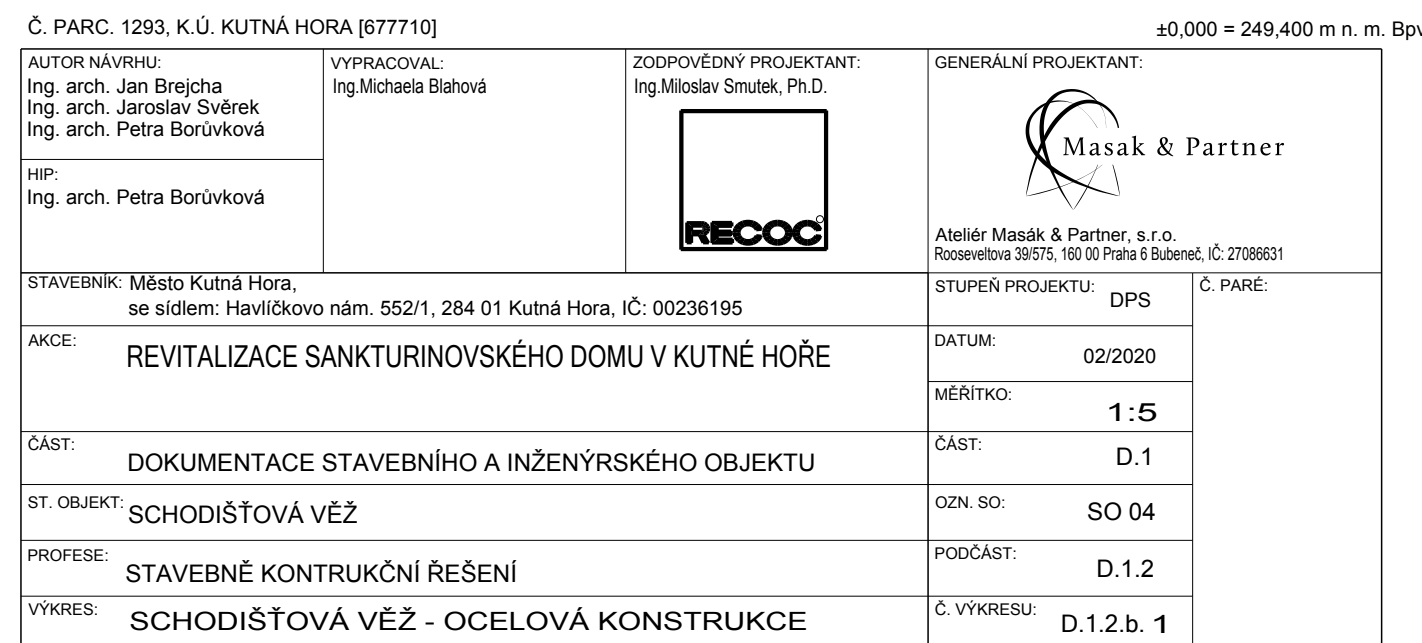 Č. PARC. 1293, K.Ú. KUTNÁ HORA [677710]
±0,000 = 249,400 m n. m. Bpv
AUTOR NÁVRHU:
Ing. arch. Jan Brejcha
Ing. arch. Jaroslav Svěrek
Ing. arch. Petra Borůvková
HIP:
Ing. arch. Petra Borůvková
VYPRACOVAL:
Ing.Michaela Blahová
ZODPOVĚDNÝ PROJEKTANT:
Ing.Miloslav Smutek, Ph.D.
RECOC
GENERÁLNÍ PROJEKTANT:
Masak & Partner
Ateliér Masák & Partner, s.r.o.
Rooseveltova 39/575, 160 00 Praha 6 Bubeneč, IČ: 27086631
STAVEBNÍK: Město Kutná Hora,
se sídlem: Havlíčkovo nám. 552/1, 284 01 Kutná Hora, IČ: 00236195
STUPEŇ PROJEKTU: DPS
Č. PARÉ:
AKCE: REVITALIZACE SANKTURINOVSKÉHO DOMU V KUTNÉ HOŘE
DATUM: 02/2020
MĚŘÍTKO: 1:5
ČÁST: DOKUMENTACE STAVEBNÍHO A INŽENÝRSKÉHO OBJEKTU
ČÁST: D.1
ST. OBJEKT: SCHODIŠŤOVÁ VĚŽ
OZN. SO: SO 04
PROFESE: STAVEBNĚ KONTRUKČNÍ ŘEŠENÍ
PODČÁST: D.1.2
VÝKRES: SCHODIŠŤOVÁ VĚŽ - OCELOVÁ KONSTRUKCE
Č. VÝKRESU: D.1.2.b. 1